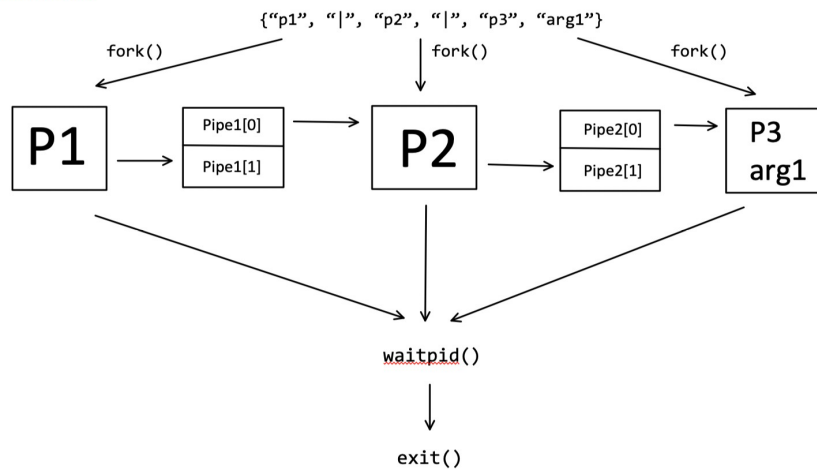 {“p1”, “|”, “p2”, “|”, “p3”, “arg1”}
fork()
fork()
fork()
P1
Pipe1[0]
Pipe1[1]
P2
Pipe2[0]
Pipe2[1]
P3
arg1
waitpid()
exit()